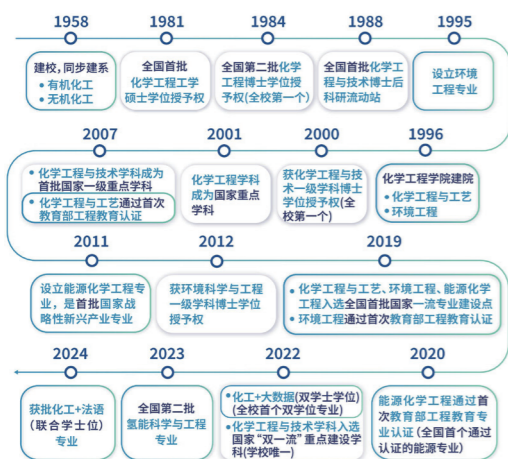 1958
1981
1984
1988
1995
建校,同步建系
• 有机化工
• 无机化工
全国首批
化学工程工学
硕士学位授予权
全国第二批化学
工程博士学位授
予权(全校第一个)
全国首批化学工
程与技术博士后
科研流动站
设立环境
工程专业
2007
2001
2000
1996
• 化学工程与技术学科成为
首批国家一级重点学科
• 化学工程与工艺通过首次
教育部工程教育认证
化学工程学科
成为国家重点
学科
获化学工程与技
术一级学科博士
学位授予权(全
校第一个)
化学工程学院建院
• 化学工程与工艺
• 环境工程
2011
2012
2019
设立能源化学工程专
业，是首批国家战
略性新兴产业专业
获环境科学与工程
一级学科博士学位
授予权
• 化学工程与工艺、环境工程、能源化学
工程入选全国首批国家一流专业建设点
• 环境工程通过首次教育部工程教育认证
2024
2023
2022
2020
获批化工+法语
(联合学士位)
专业
全国第二批
氢能科学与工程
专业
•化工+大数据(双学士学位)
(全校首个双学位专业)
• 化学工程与技术学科入选
国家“双一流”重点建设学
科(学校唯一)
能源化学工程通过首
次教育部工程教育专
业认证(全国首个通过
认证的能源专业)